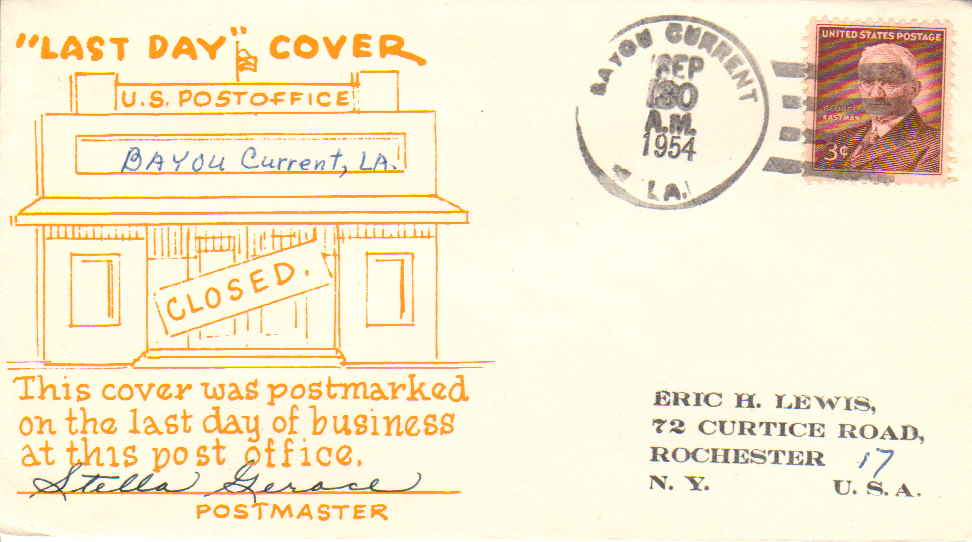 "LAST DAY" COVER
U.S. POSTOFFICE
BAYOU Current, LA.
CLOSED.
This cover was postmarked
on the last day of business
at this post office.
Stella Gerace
POSTMASTER
BAYOU CURRENT
SEP
30
A.M.
1954
LA.
UNITED STATES POSTAGE
GEORGE
EASTMAN
3¢
ERIC H. LEWIS,
72 CURTICE ROAD,
ROCHESTER 17
N. Y. U. S. A.